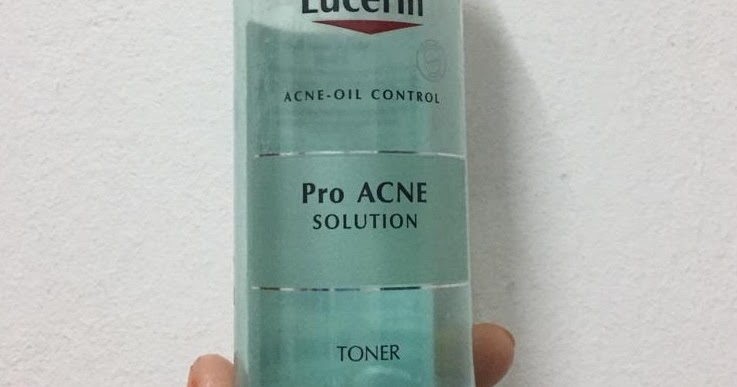 Eucerin
ACNE-OIL CONTROL
Pro ACNE
SOLUTION
TONER